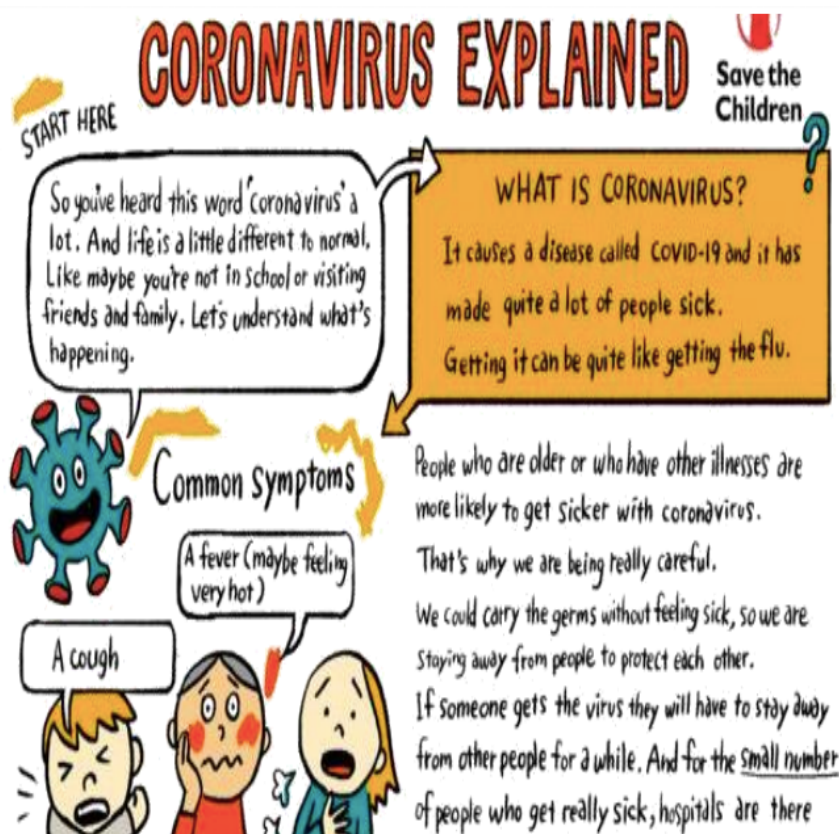 CORONAVIRUS EXPLAINED
Save the
Children
START HERE
So you've heard this word 'coronavirus' a
lot. And life is a little different to normal.
Like maybe you're not in school or visiting
friends and family. Let's understand what's
happening.
WHAT IS CORONAVIRUS?
It causes a disease called COVID-19 and it has
made quite a lot of people sick.
Getting it can be quite like getting the flu.
Common symptoms
A fever (maybe feeling
very hot)
A cough
People who are older or who have other illnesses are
more likely to get sicker with coronavirus.
That's why we are being really careful.
We could carry the germs without feeling sick, so we are
staying away from people to protect each other.
If someone gets the virus they will have to stay away
from other people for a while. And for the small number
of people who get really sick, hospitals are there